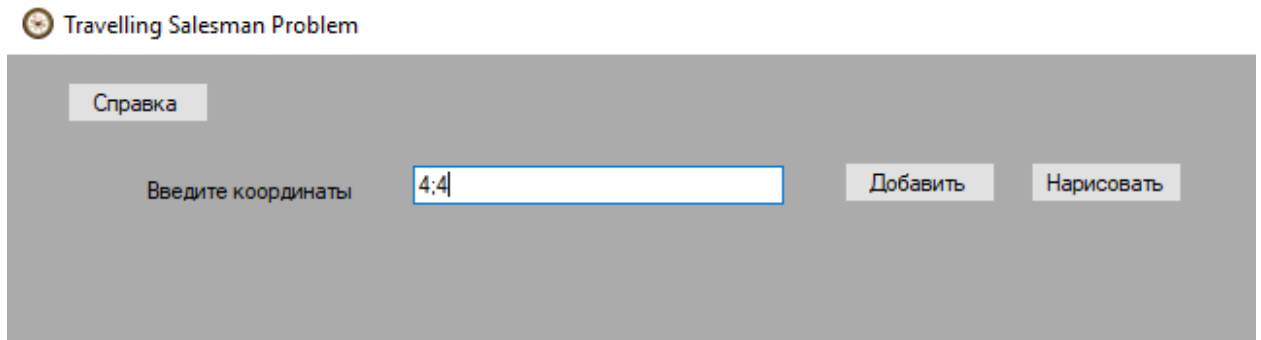 Travelling Salesman Problem
Справка
Введите координаты 4;4 Добавить Нарисовать